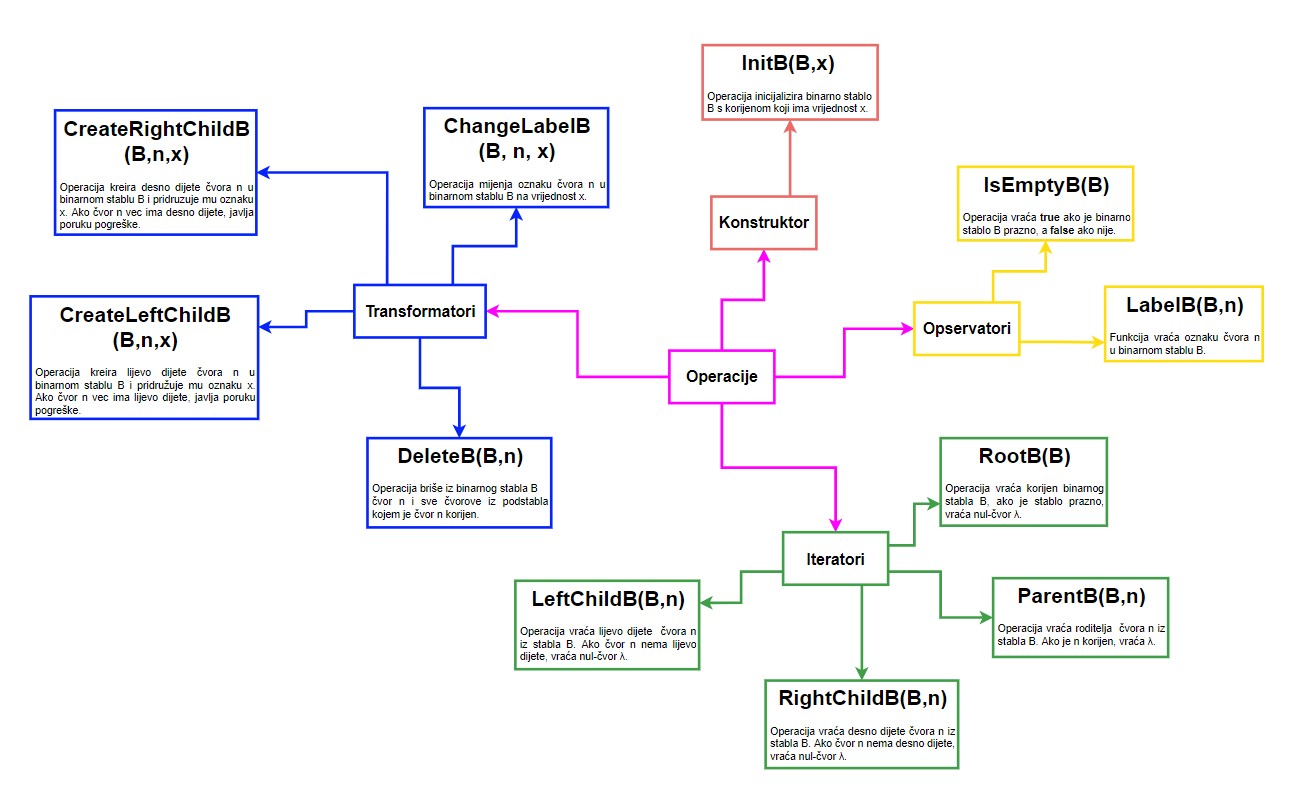 InitB(B,x)
Operacija inicijalizira binarno stablo
B s korijenom koji ima vrijednost x.
CreateRightChildB
(B,n,x)
Operacija kreira desno dijete čvora n u
binarnom stablu B i pridruzuje mu oznaku
x. Ako čvor n vec ima desno dijete, javlja
poruku pogreške.
ChangeLabelB
(B, n, x)
Operacija mijenja oznaku čvora n u
binarnom stablu B na vrijednost x.
IsEmptyB(B)
Operacija vraća true ako je binarno
stablo B prazno, a false ako nije.
Konstruktor
CreateLeftChildB
(B,n,x)
Operacija kreira lijevo dijete čvora n u
binarnom stablu B i pridružuje mu oznaku x.
Ako čvor n vec ima lijevo dijete, javlja poruku
pogreške.
Transformatori
Opservatori
LabelB(B,n)
Funkcija vraća oznaku čvora n
u binarnom stablu B.
Operacije
DeleteB(B,n)
Operacija briše iz binarnog stabla B
čvor n i sve čvorove iz podstabla
kojem je čvor n korijen.
RootB(B)
Operacija vraća korijen binarnog
stabla B, ako je stablo prazno,
vraća nul-čvor λ.
Iteratori
LeftChildB(B,n)
Operacija vraća lijevo dijete čvora n
iz stabla B. Ako čvor n nema lijevo
dijete, vraća nul-čvor λ.
ParentB(B,n)
Operacija vraća roditelja čvora n iz
stabla B. Ako je n korijen, vraća λ.
RightChildB(B,n)
Operacija vraća desno dijete čvora n iz
stabla B. Ako čvor n nema desno dijete,
vraća nul-čvor λ.